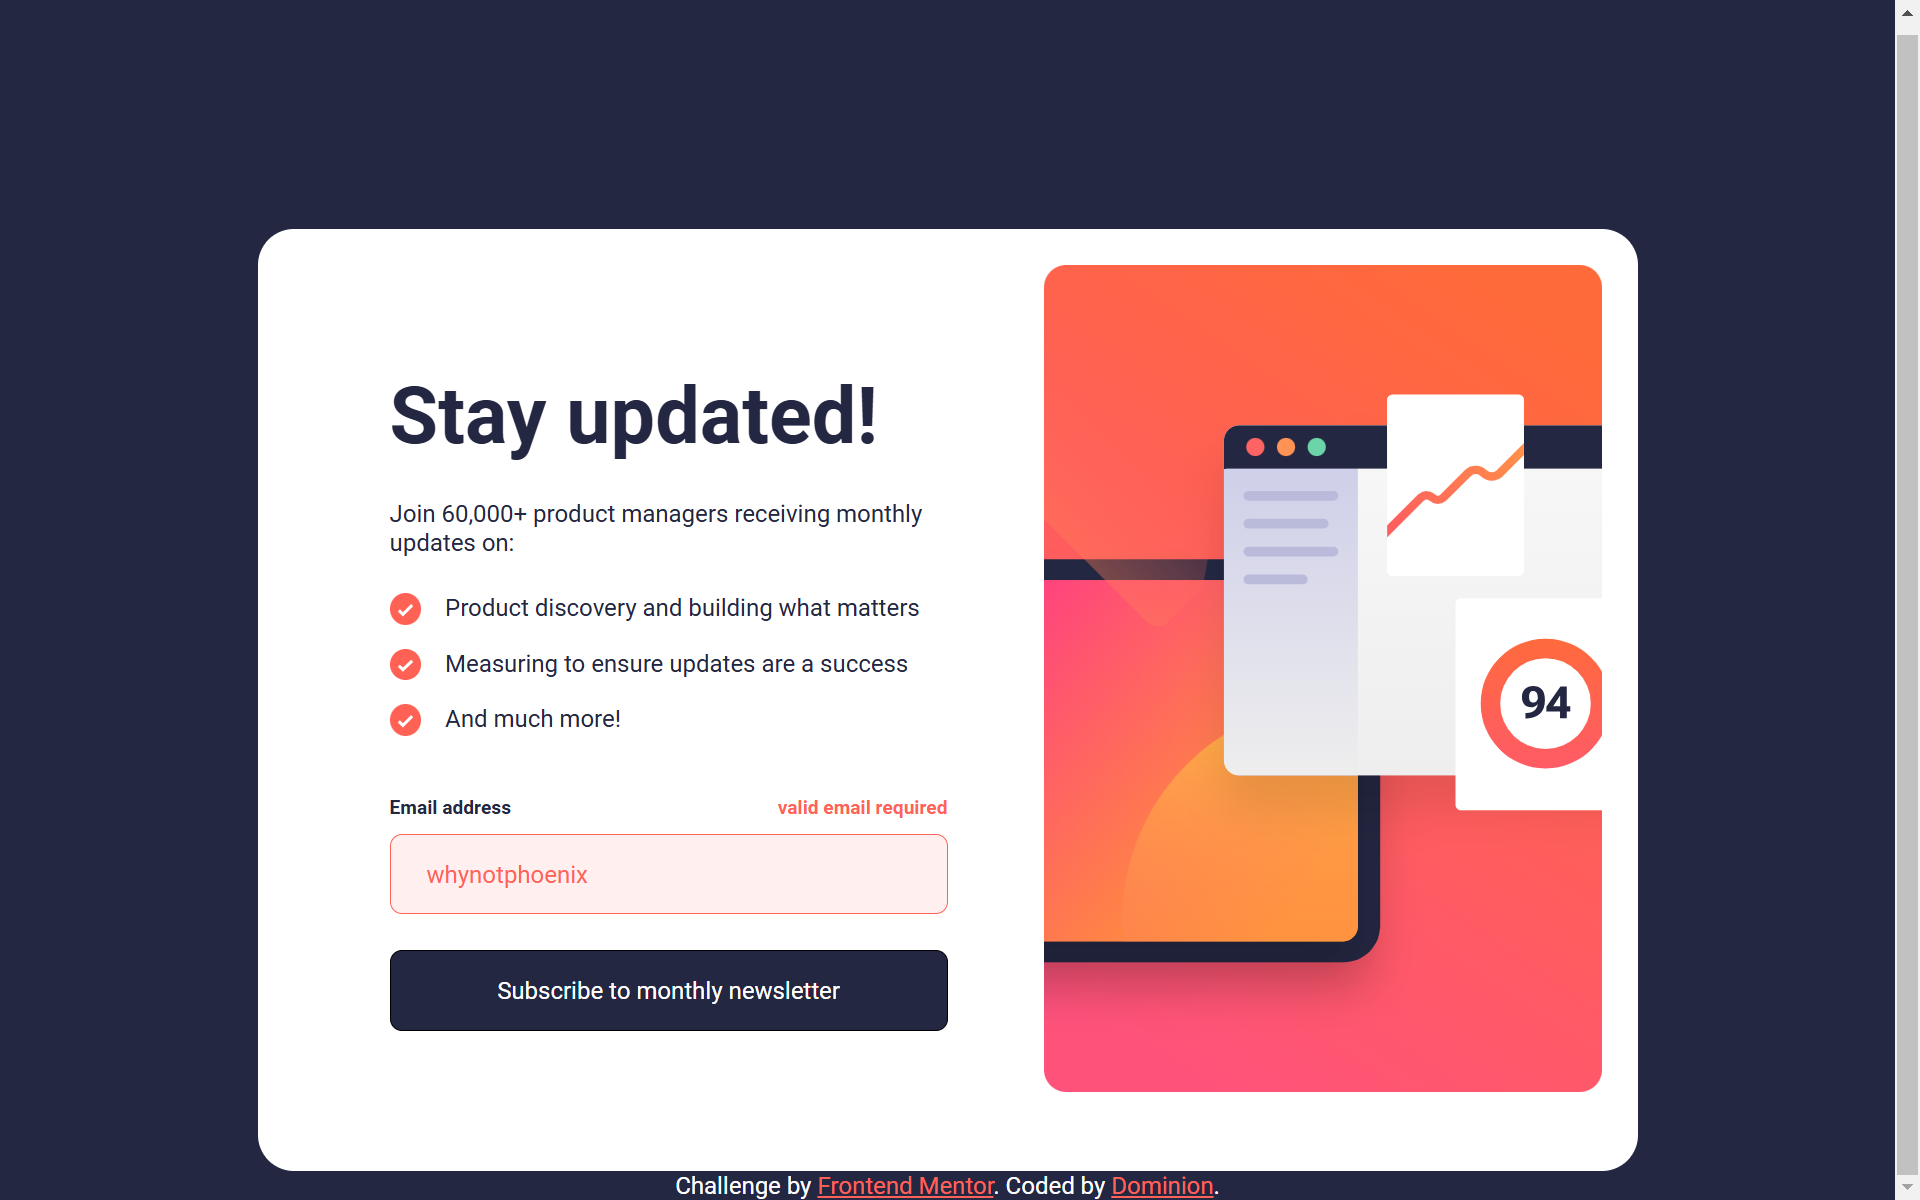 Stay updated!
Join 60,000+ product managers receiving monthly
updates on:
Product discovery and building what matters
Measuring to ensure updates are a success
And much more!
Email address
valid email required
whynotphoenix
Subscribe to monthly newsletter
94
Challenge by Frontend Mentor. Coded by Dominion.